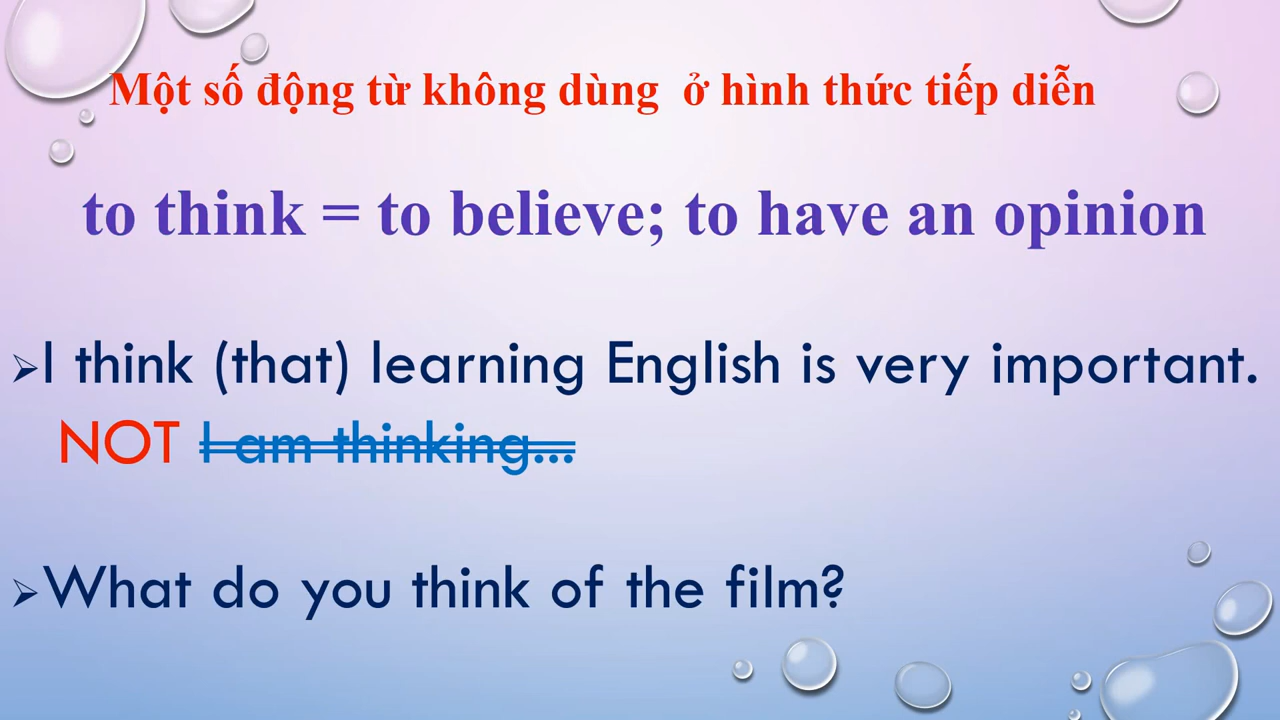 Một số động từ không dùng ở hình thức tiếp diễn
to think = to believe; to have an opinion
➢I think (that) learning English is very important.
NOT I am thinking...
➢What do you think of the film?